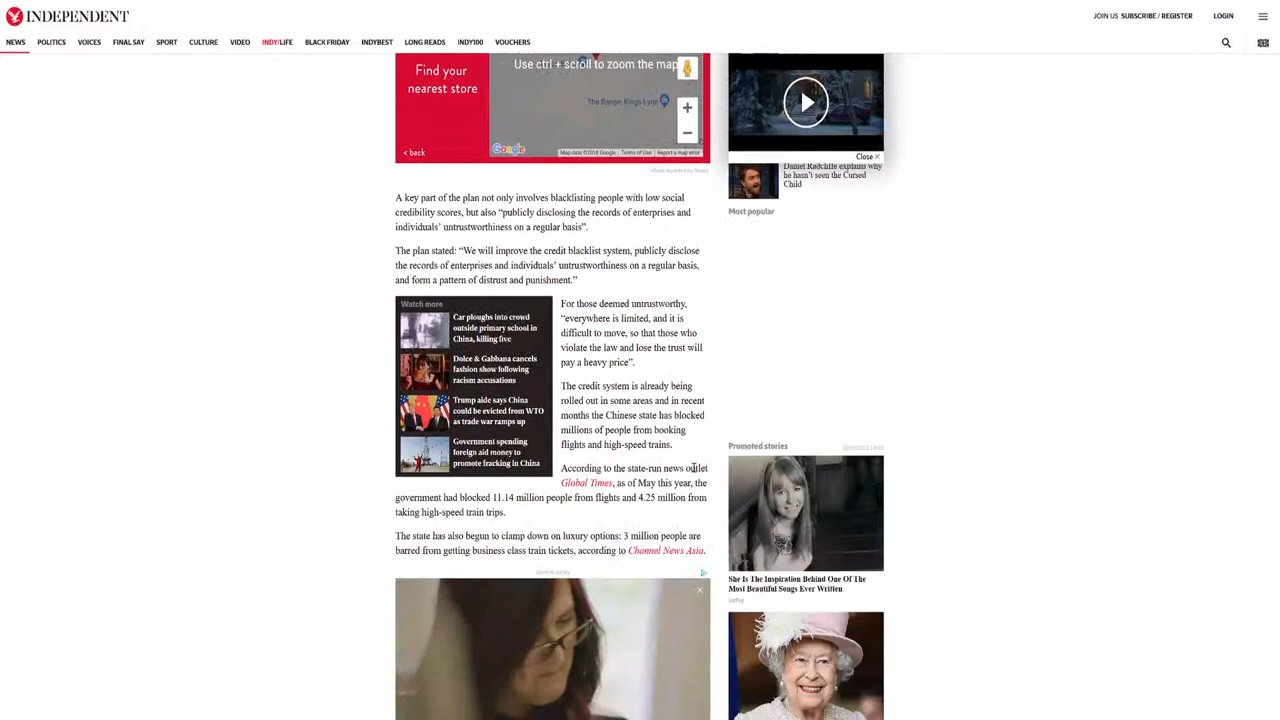 INDEPENDENT
JOIN US SUBSCRIBE / REGISTER
LOGIN
NEWS POLITICS VOICES FINAL SAY SPORT CULTURE VIDEO INDY/LIFE BLACK FRIDAY INDYBEST LONG READS INDY100 VOUCHERS
Find your
nearest store
< back
Use ctrl + scroll to zoom the map
The Range, Kings Lynn
Google
Map data ©2018 Google Terms of Use Report a map error
A key part of the plan not only involves blacklisting people with low social
credibility scores, but also “publicly disclosing the records of enterprises and
individuals’ untrustworthiness on a regular basis”.
The plan stated: “We will improve the credit blacklist system, publicly disclose
the records of enterprises and individuals’ untrustworthiness on a regular basis,
and form a pattern of distrust and punishment.”
Watch more
Car ploughs into crowd
outside primary school in
China, killing five
Dolce & Gabbana cancels
fashion show following
racism accusations
Trump aide says China
could be evicted from WTO
as trade war ramps up
Government spending
foreign aid money to
promote fracking in China
For those deemed untrustworthy,
“everywhere is limited, and it is
difficult to move, so that those who
violate the law and lose the trust will
pay a heavy price”.
The credit system is already being
rolled out in some areas and in recent
months the Chinese state has blocked
millions of people from booking
flights and high-speed trains.
According to the state-run news outlet
Global Times, as of May this year, the
government had blocked 11.14 million people from flights and 4.25 million from
taking high-speed train trips.
The state has also begun to clamp down on luxury options: 3 million people are
barred from getting business class train tickets, according to Channel News Asia.
Close ×
Daniel Radcliffe explains why
he hasn’t seen the Cursed
Child
Most popular
Promoted stories
She Is The Inspiration Behind One Of The
Most Beautiful Songs Ever Written